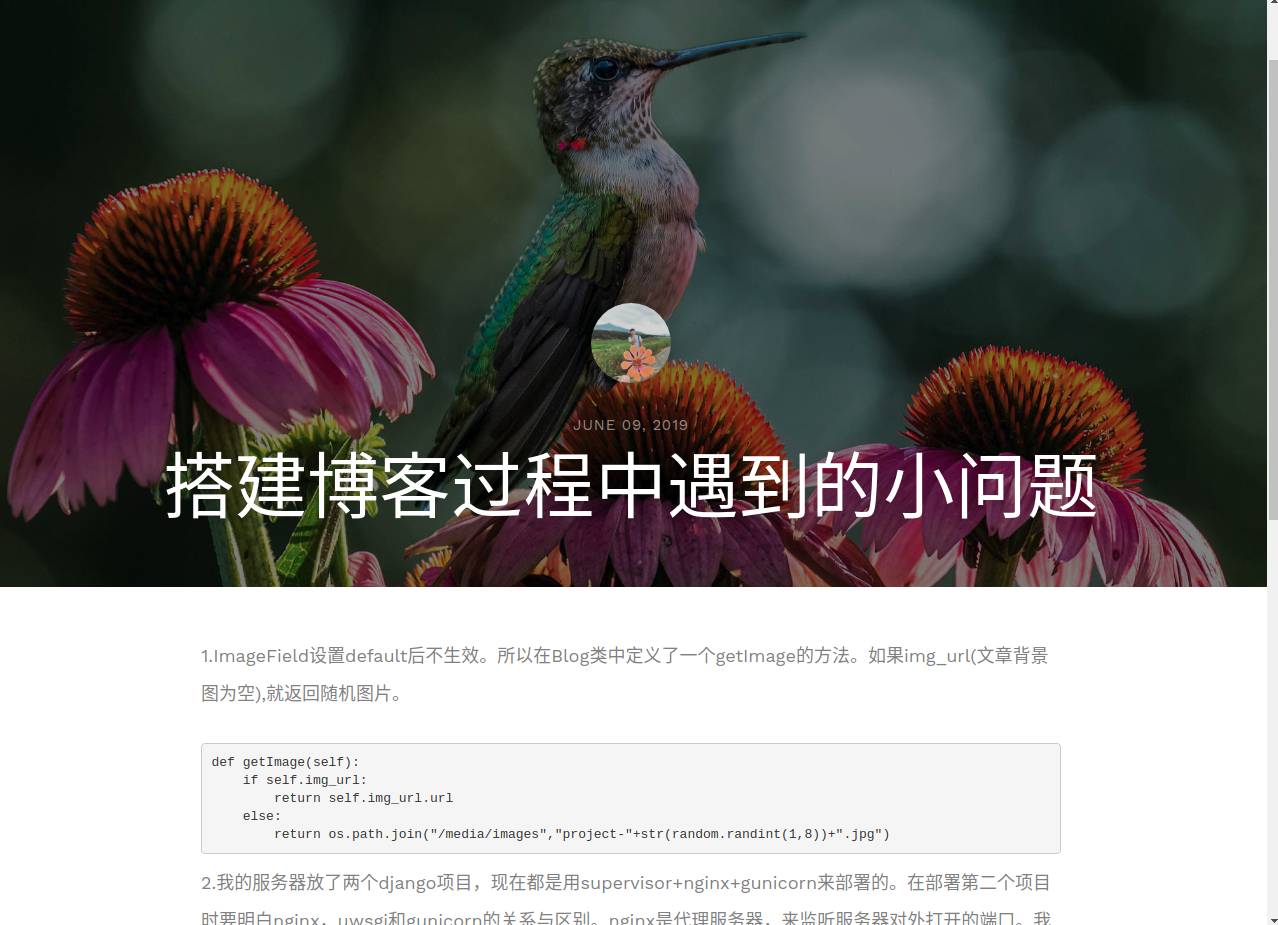 JUNE 09, 2019
搭建博客过程中遇到的小问题
1.ImageField设置default后不生效。所以在Blog类中定义了一个getImage的方法。如果img_url(文章背景
图为空),就返回随机图片。
def getImage(self):
    if self.img_url:
        return self.img_url.url
    else:
        return os.path.join("/media/images","project-"+str(random.randint(1,8))+".jpg")
2.我的服务器放了两个django项目，现在都是用supervisor+nginx+gunicorn来部署的。在部署第二个项目
时要明白nginx，uwsgi和gunicorn的关系与区别。nginx是代理服务器，来监听服务器对外打开的端口。我